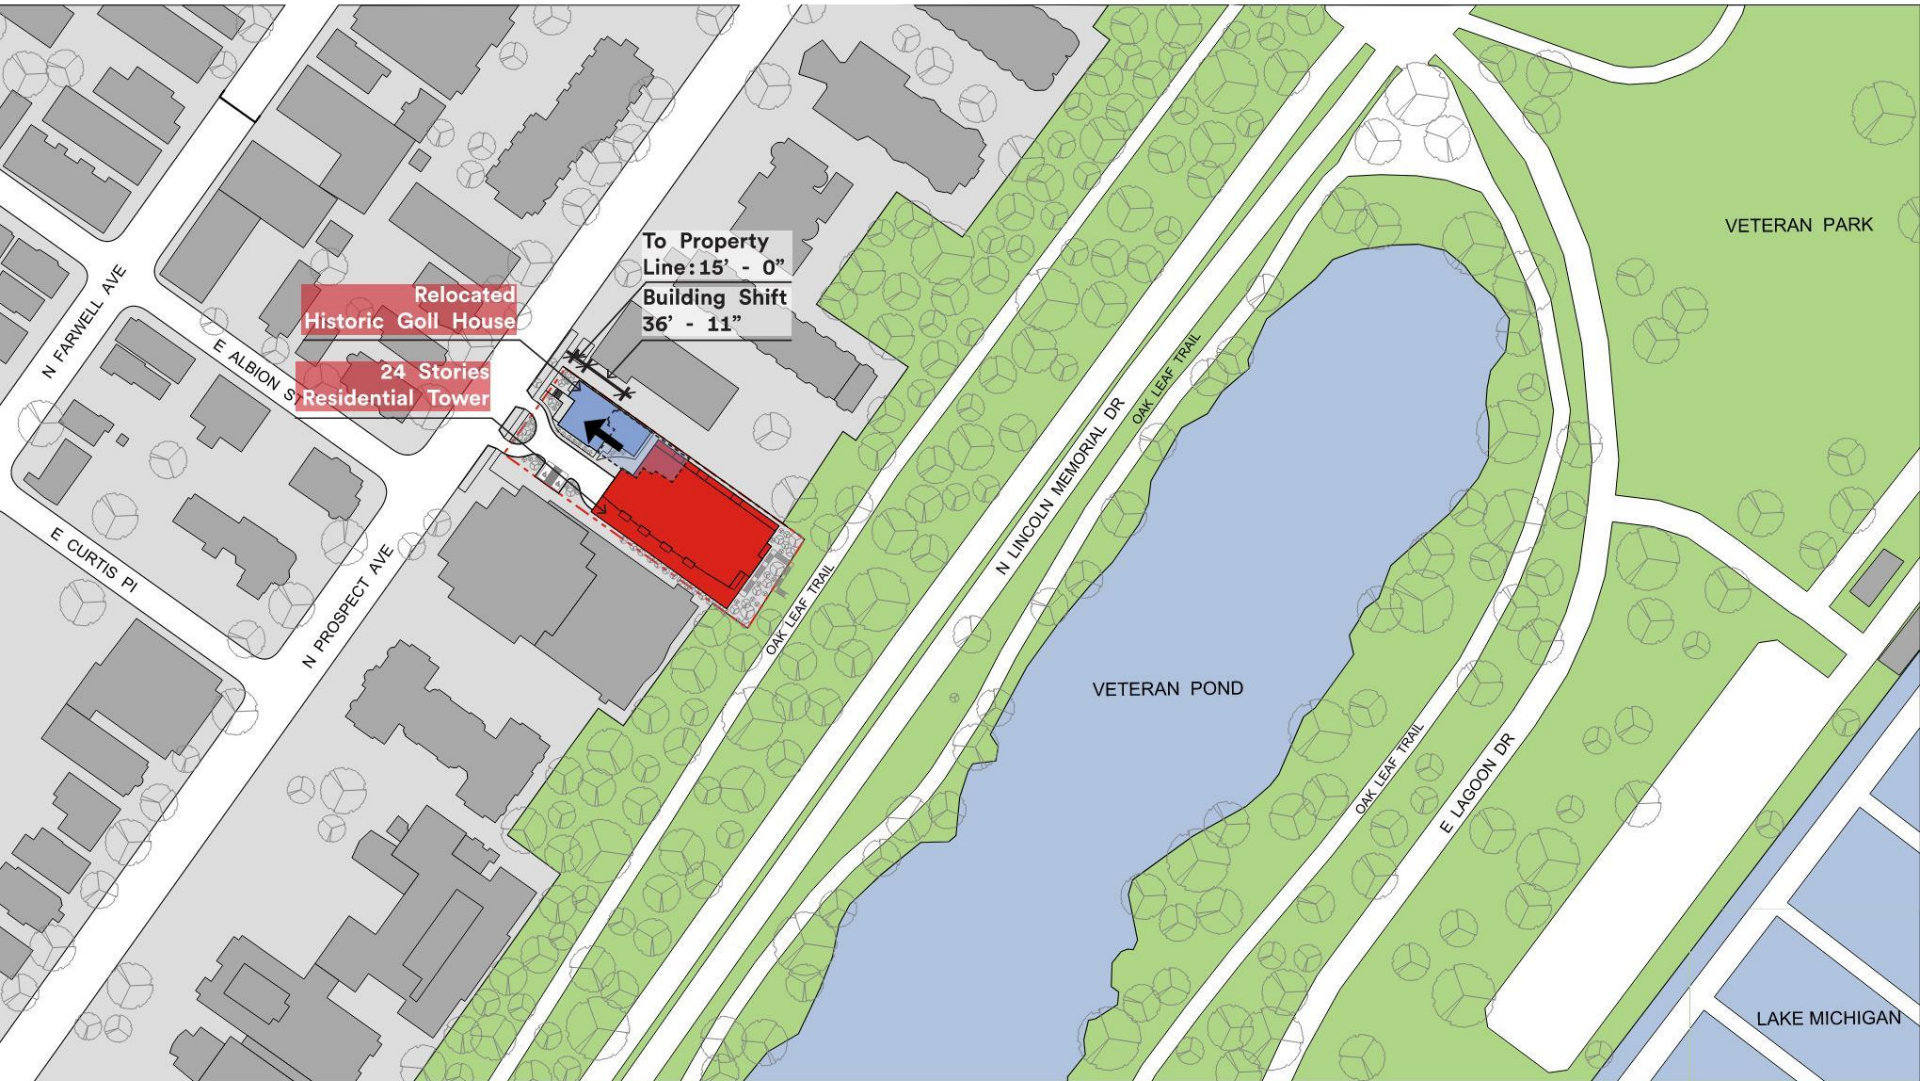 VETERAN PARK
To Property
Line:15' - 0"
Building Shift
36' - 11"
Relocated
Historic Goll House
24 Stories
Residential Tower
N FARWELL AVE
E ALBION S
E CURTIS Pl
N PROSPECT AVE
OAK LEAF TRAIL
N LINCOLN MEMORIAL DR
OAK LEAF TRAIL
VETERAN POND
OAK LEAF TRAIL
E LAGOON DR
LAKE MICHIGAN